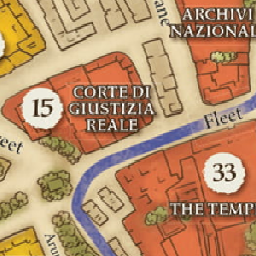 ARCHIVI
NAZIONAL
15
CORTE DI
GIUSTIZIA
REALE
Fleet
33
THE TEMP